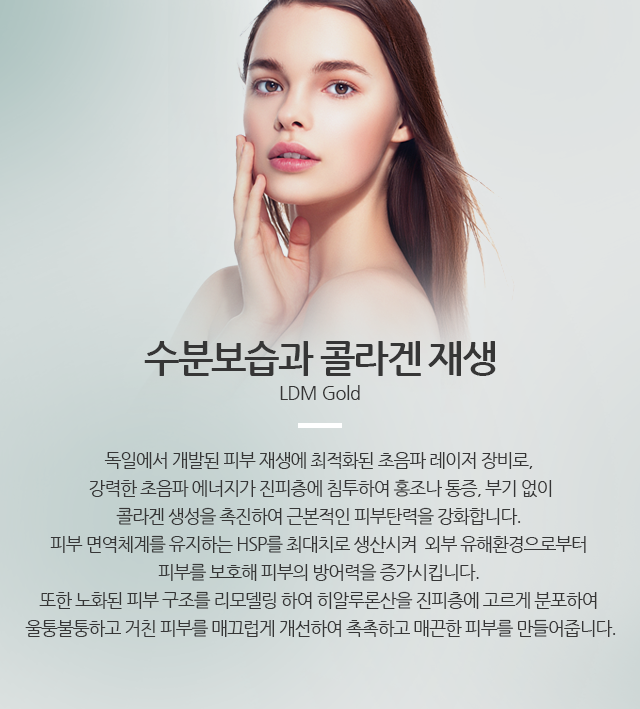 수분보습과 콜라겐 재생
LDM Gold
독일에서 개발된 피부 재생에 최적화된 초음파 레이저 장비로,
강력한 초음파 에너지가 진피층에 침투하여 홍조나 통증, 부기 없이
콜라겐 생성을 촉진하여 근본적인 피부탄력을 강화합니다.
피부 면역체계를 유지하는 HSP를 최대치로 생산시켜 외부 유해환경으로부터
피부를 보호해 피부의 방어력을 증가시킵니다.
또한 노화된 피부 구조를 리모델링 하여 히알루론산을 진피층에 고르게 분포하여
울퉁불퉁하고 거친 피부를 매끄럽게 개선하여 촉촉하고 매끈한 피부를 만들어줍니다.